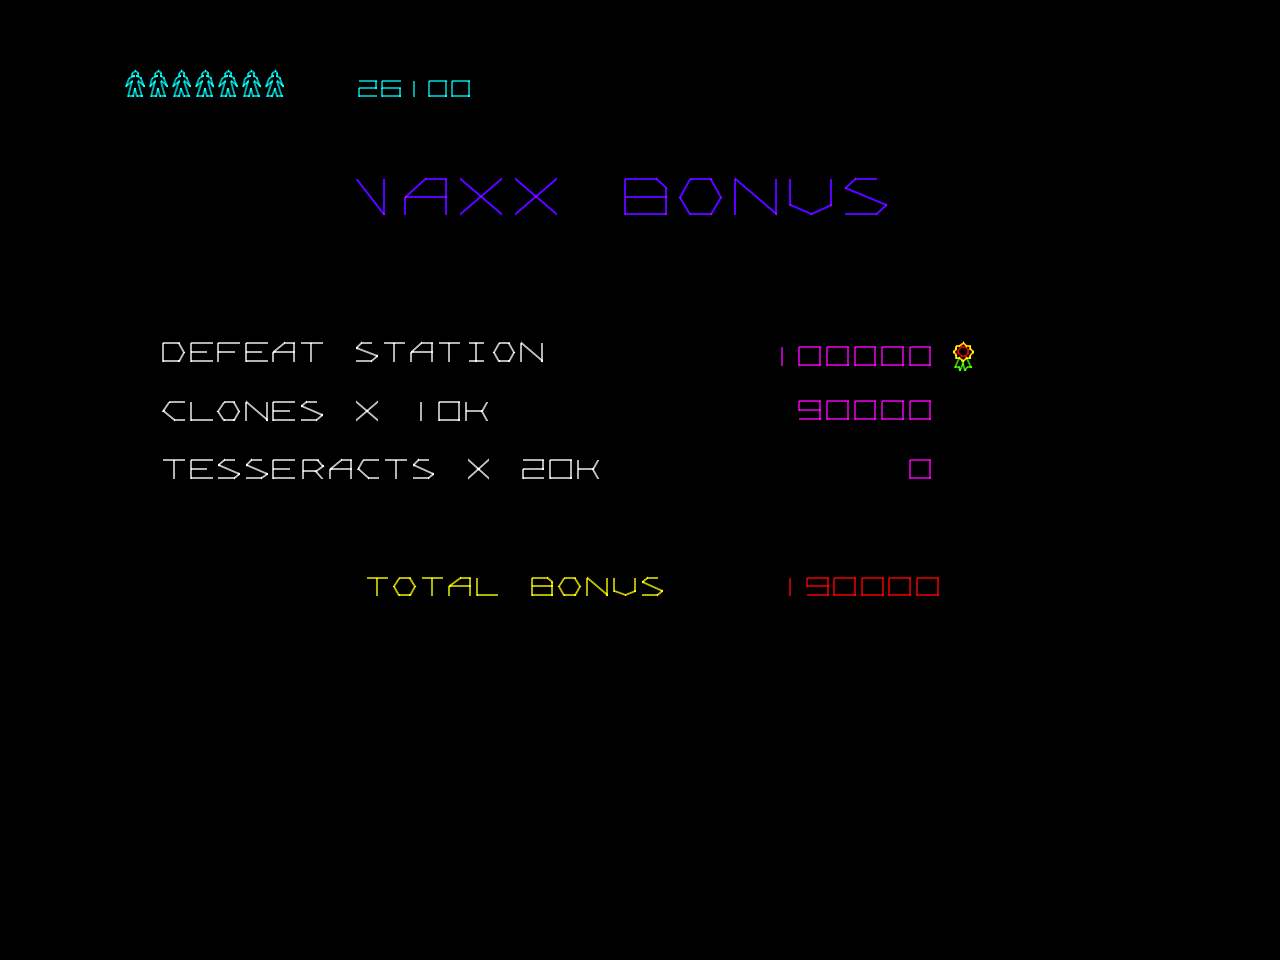 26100
VAXX BONUS
DEFEAT STATION 100000
CLONES X 10K 90000
TESSERACTS X 20K 0
TOTAL BONUS 190000